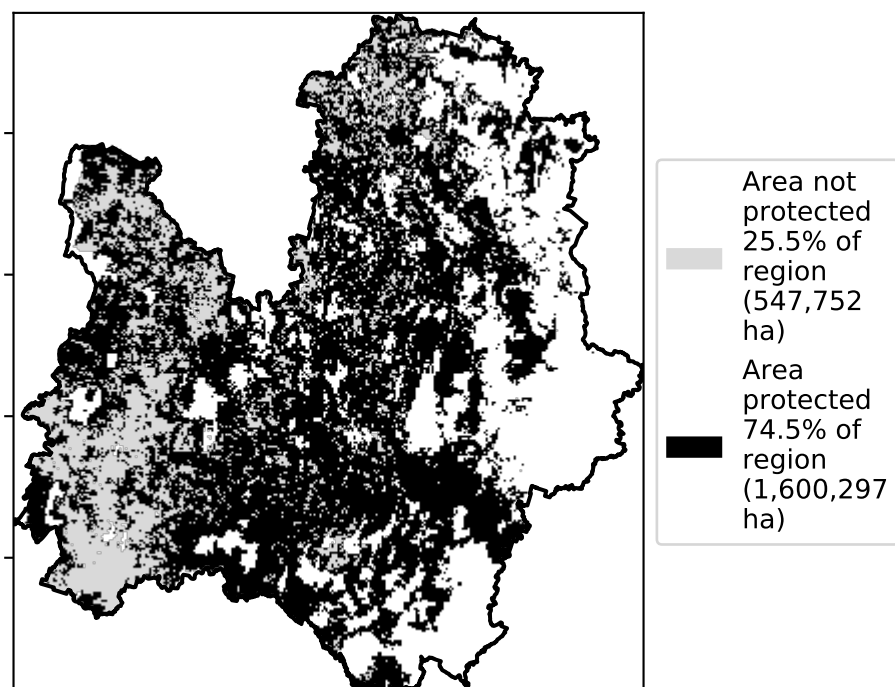 Area not
protected
25.5% of
region
(547,752
ha)
Area
protected
74.5% of
region
(1,600,297
ha)